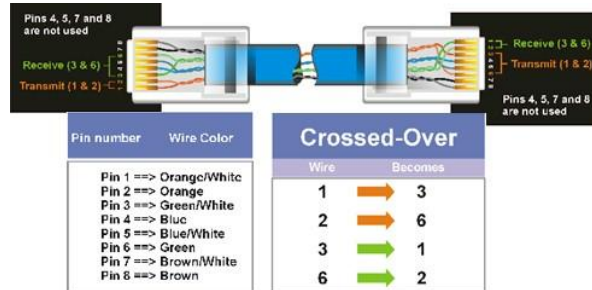 Pins 4, 5, 7 and 8
are not used
Receive (3 & 6)
Transmit (1 & 2)
Receive (3 & 6)
Transmit (1 & 2)
Pins 4, 5, 7 and 8
are not used
Pin number Wire Color
Pin 1 ==> Orange/White
Pin 2 ==> Orange
Pin 3 ==> Green/White
Pin 4 ==> Blue
Pin 5 ==> Blue/White
Pin 6 ==> Green
Pin 7 ==> Brown/White
Pin 8 ==> Brown
Crossed-Over
Wire Becomes
1 3
2 6
3 1
6 2